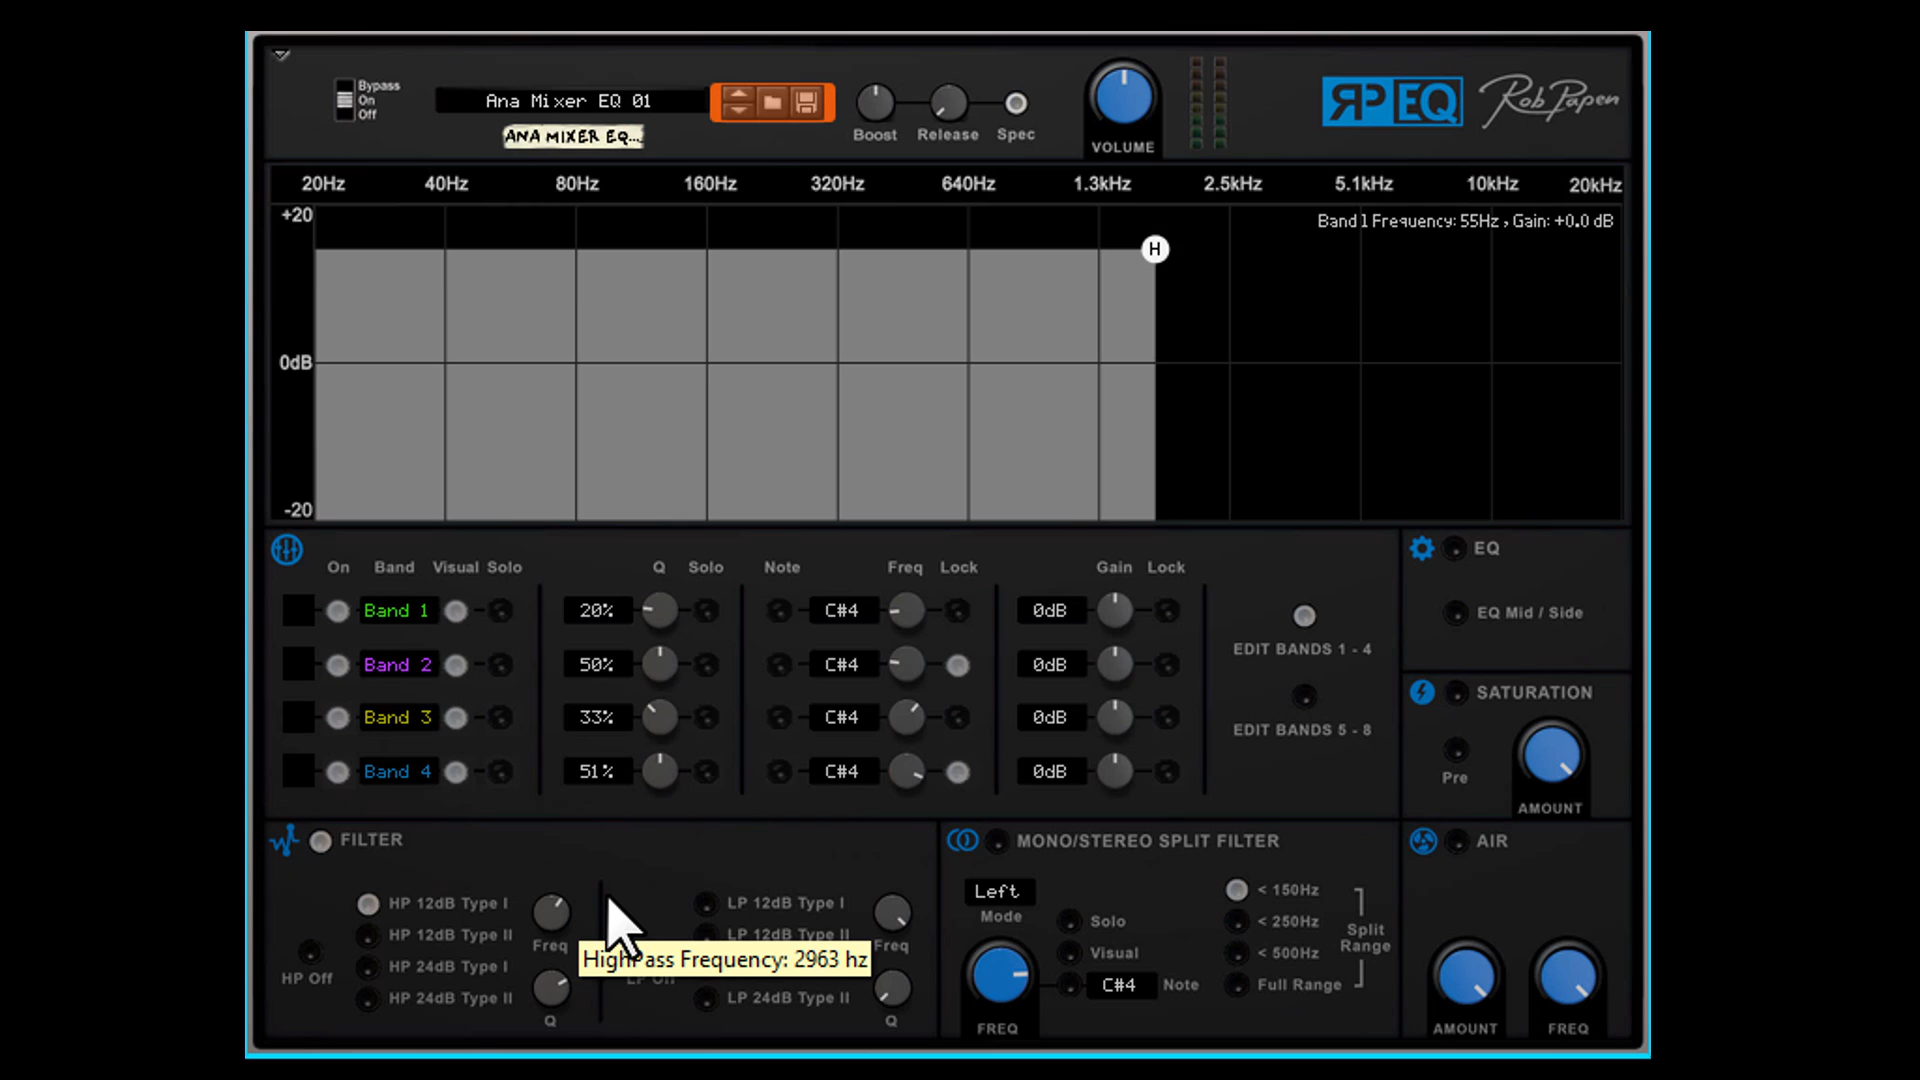 Bypass
On
Off
Ana Mixer EQ 01
ANA MIXER EQ...
Boost
Release
Spec
VOLUME
RP EQ
Rob Papen
20Hz 40Hz 80Hz 160Hz 320Hz 640Hz 1.3kHz 2.5kHz 5.1kHz 10kHz 20kHz
+20
Band 1 Frequency: 55Hz , Gain: +0.0 dB
H
0dB
-20
On Band Visual Solo Q Solo Note Freq Lock Gain Lock
Band 1 20% C#4 0dB
Band 2 50% C#4 0dB
Band 3 33% C#4 0dB
Band 4 51% C#4 0dB
EDIT BANDS 1 - 4
EDIT BANDS 5 - 8
EQ
EQ Mid / Side
SATURATION
Pre
AMOUNT
FILTER
HP Off
HP 12dB Type I
HP 12dB Type II
HP 24dB Type I
HP 24dB Type II
Freq
Q
HighPass Frequency: 2963 hz
LP 12dB Type I
LP 12dB Type II
LP Off
LP 24dB Type II
Freq
Q
MONO/STEREO SPLIT FILTER
Left
Mode
FREQ
Solo
Visual
C#4 Note
< 150Hz
< 250Hz
< 500Hz
Full Range
Split
Range
AIR
AMOUNT
FREQ